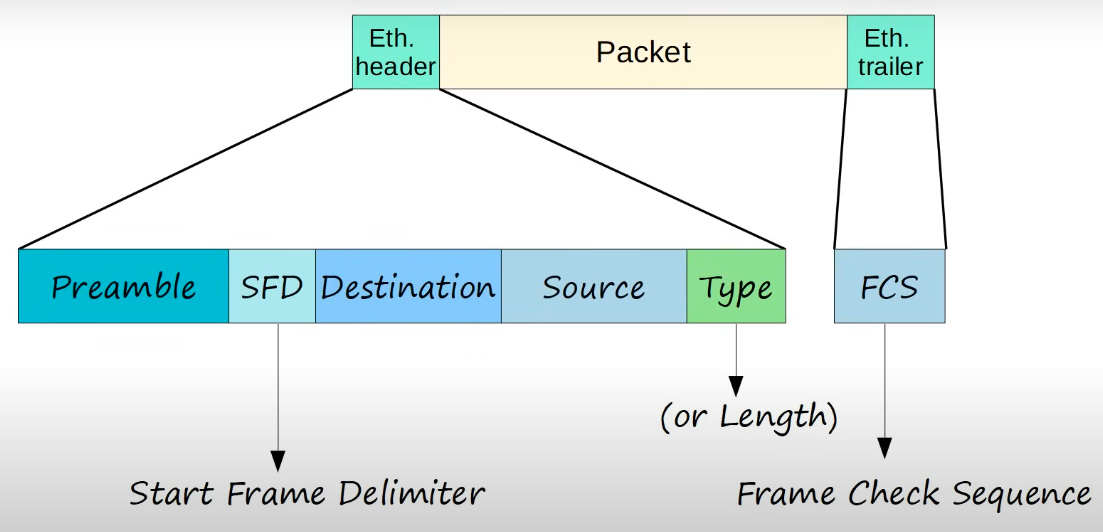 Eth.
header
Packet
Eth.
trailer
Preamble
SFD
Destination
Source
Type
FCS
(or Length)
Start Frame Delimiter
Frame Check Sequence